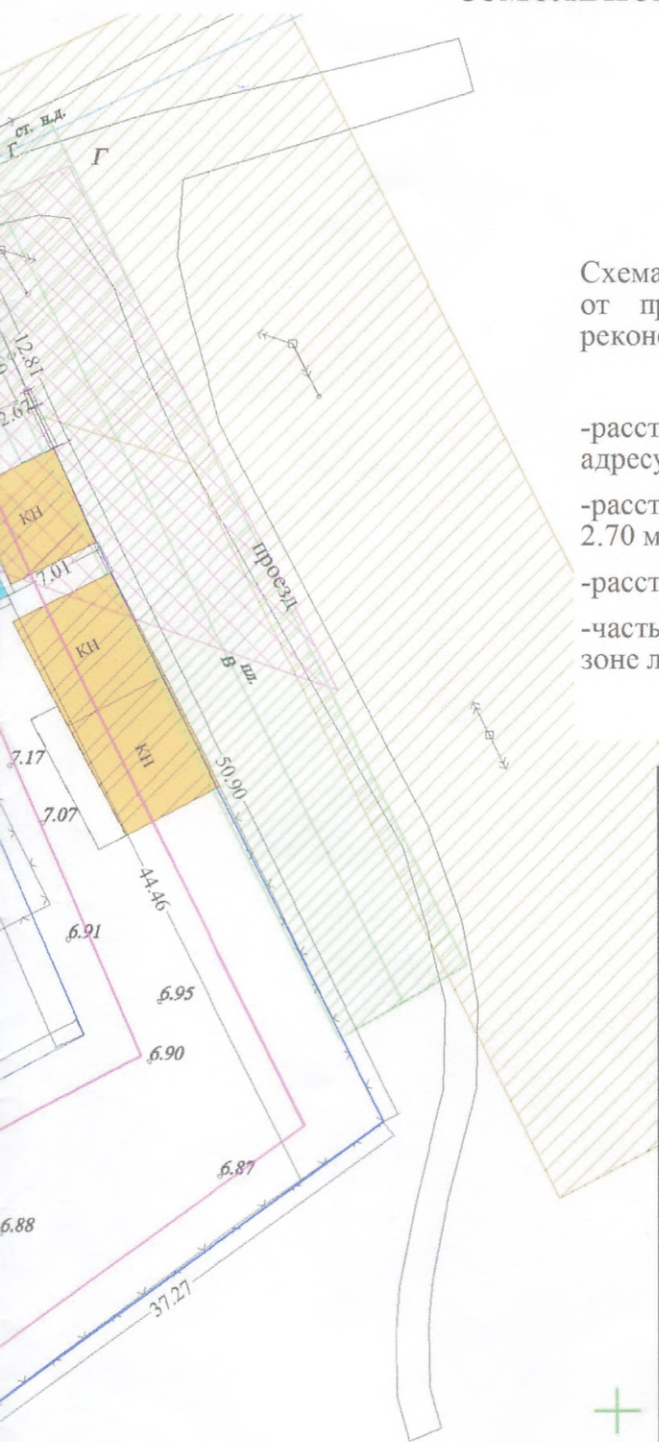 ст. н.д.
Г
Г
12.81
2.67
Схема
от пр
реконс
-расст
адресу
-расст
2.70 м
-расст
-часть
зоне л
КН
7.01
проезд
КН
В пл.
КН
7.17
50.90
7.07
44.46
6.91
6.95
6.90
6.87
6.88
37.27